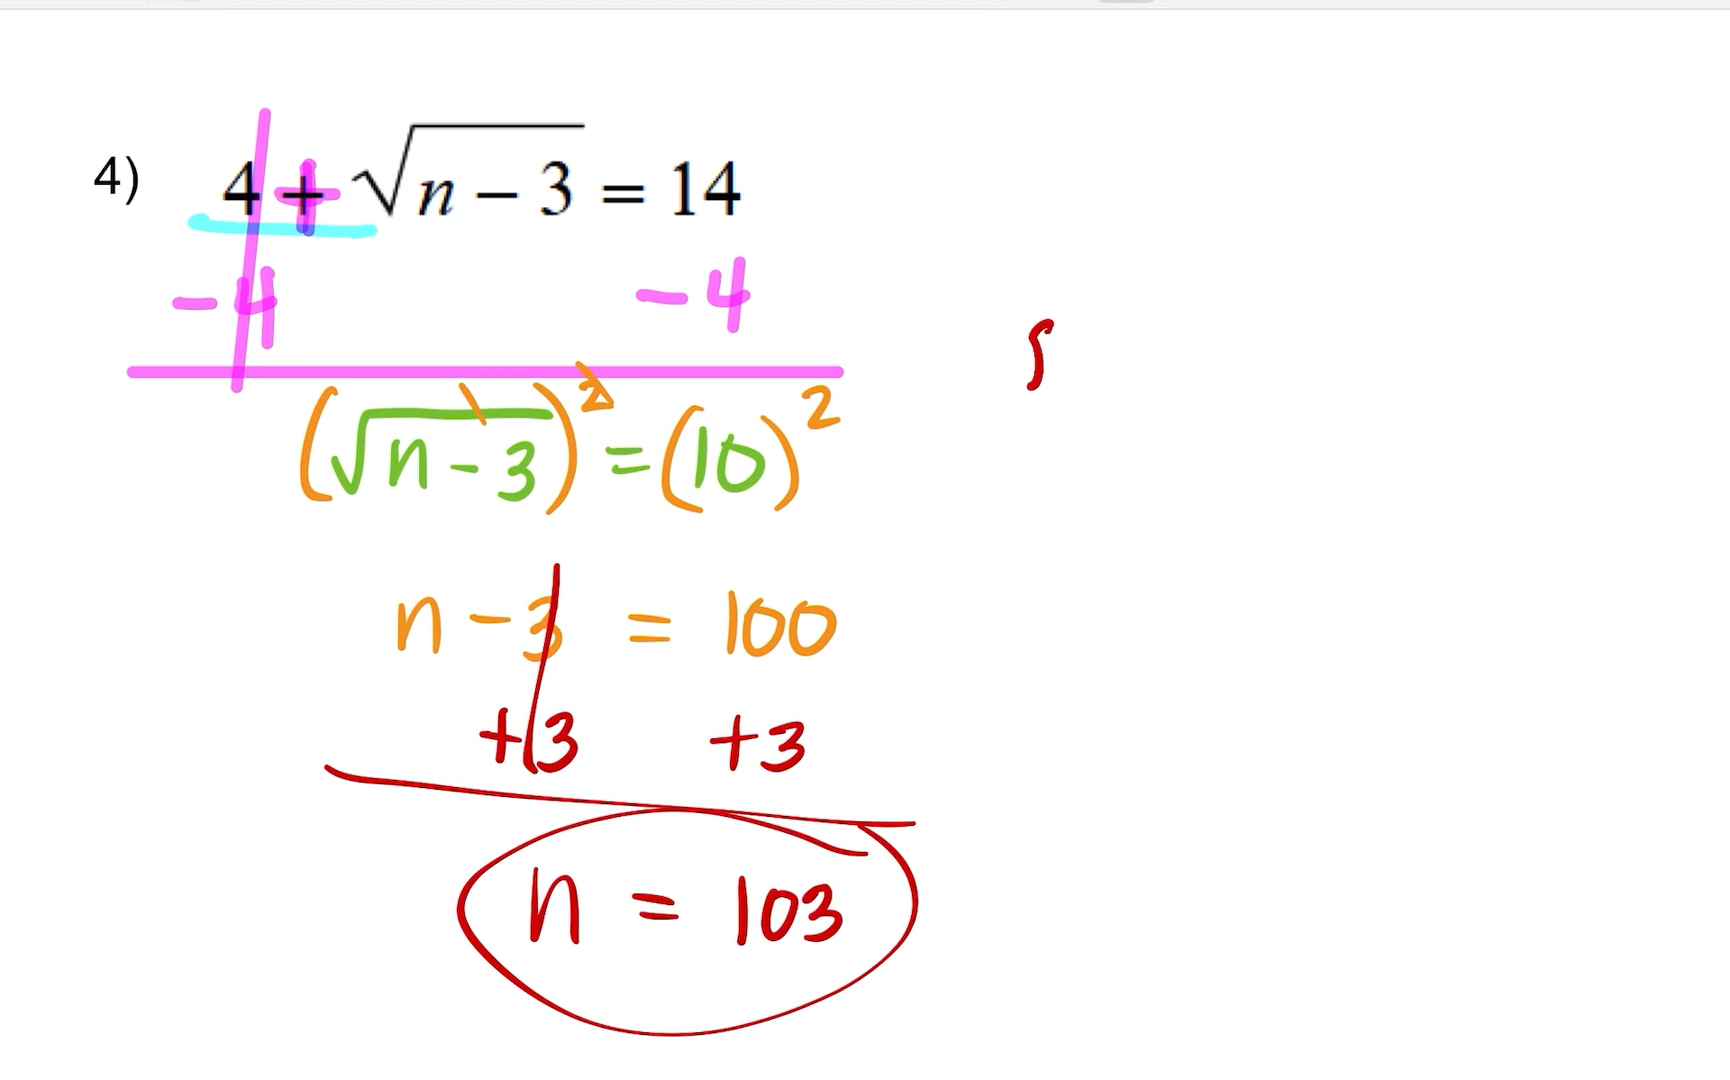 4) 4 + √n − 3 = 14
− 4 − 4
(√n − 3)² = (10)²
n − 3 = 100
+3 +3
n = 103